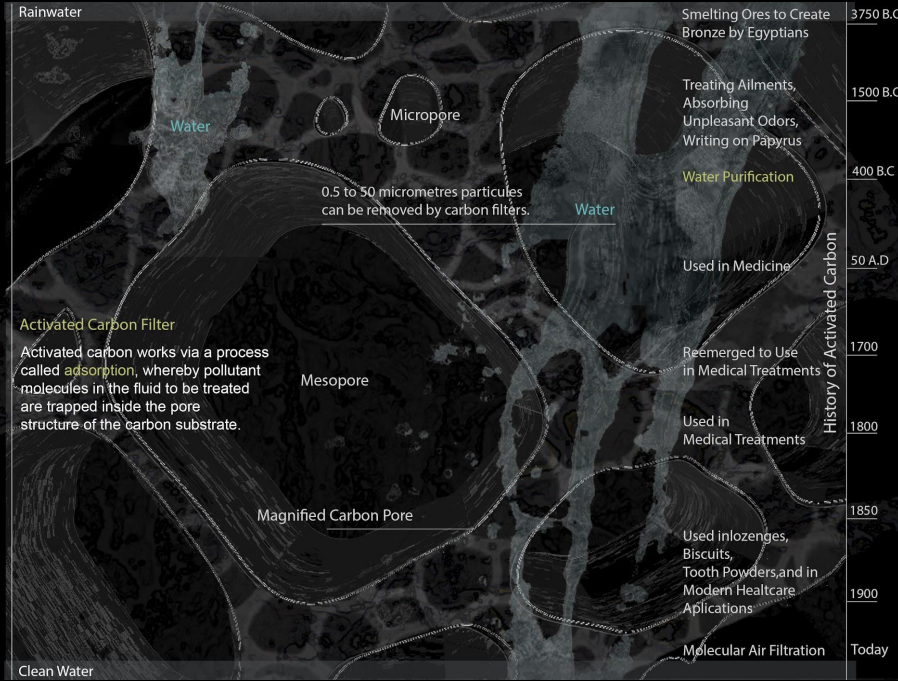 Rainwater
Water
Micropore
0.5 to 50 micrometres particules
can be removed by carbon filters.
Water
Activated Carbon Filter
Activated carbon works via a process
called adsorption, whereby pollutant
molecules in the fluid to be treated
are trapped inside the pore
structure of the carbon substrate.
Mesopore
Magnified Carbon Pore
Clean Water
Smelting Ores to Create
Bronze by Egyptians
Treating Ailments,
Absorbing
Unpleasant Odors,
Writing on Papyrus
Water Purification
Used in Medicine
Reemerged to Use
in Medical Treatments
Used in
Medical Treatments
Used inlozenges,
Biscuits,
Tooth Powders,and in
Modern Healtcare
Aplications
Molecular Air Filtration
History of Activated Carbon
3750 B.C
1500 B.C
400 B.C
50 A.D
1700
1800
1850
1900
Today